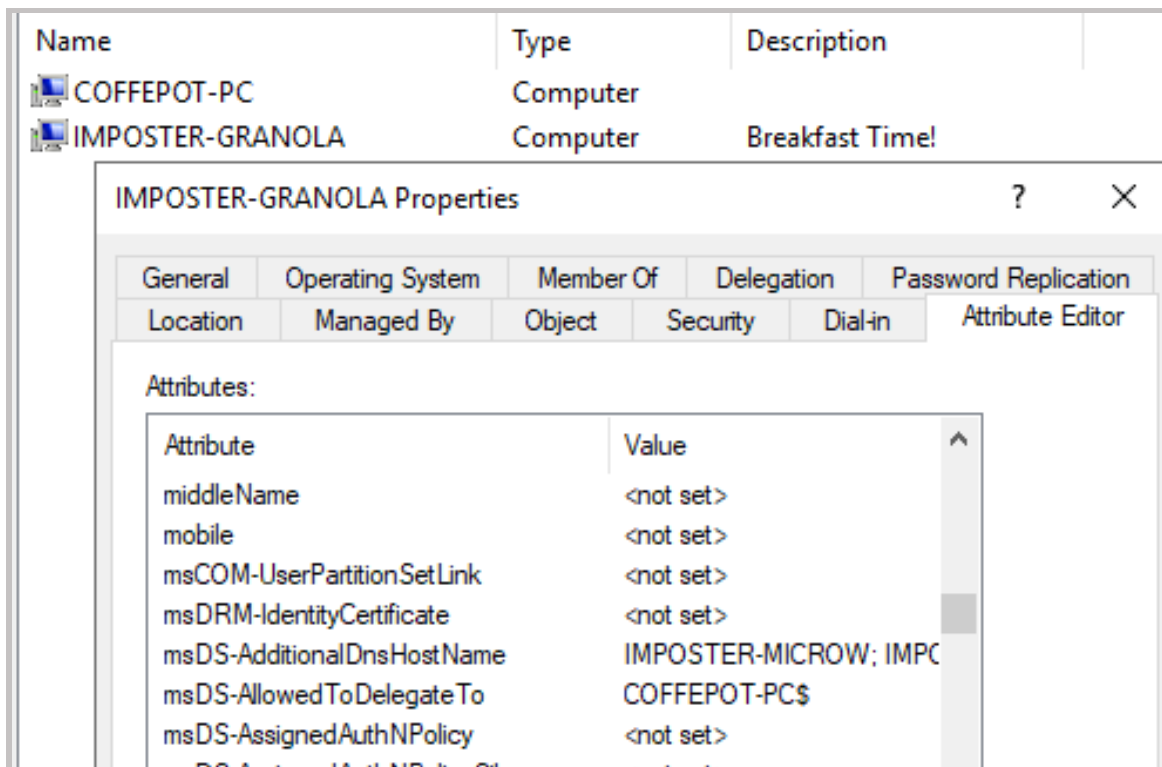 Name Type Description
COFFEPOT-PC Computer
IMPOSTER-GRANOLA Computer Breakfast Time!
IMPOSTER-GRANOLA Properties ? X
General Operating System Member Of Delegation Password Replication
Location Managed By Object Security Dial-in Attribute Editor
Attributes:
Attribute Value
middleName <not set>
mobile <not set>
msCOM-UserPartitionSetLink <not set>
msDRM-IdentityCertificate <not set>
msDS-AdditionalDnsHostName IMPOSTER-MICROW; IMPO
msDS-AllowedToDelegateTo COFFEPOT-PC$
msDS-AssignedAuthNPolicy <not set>